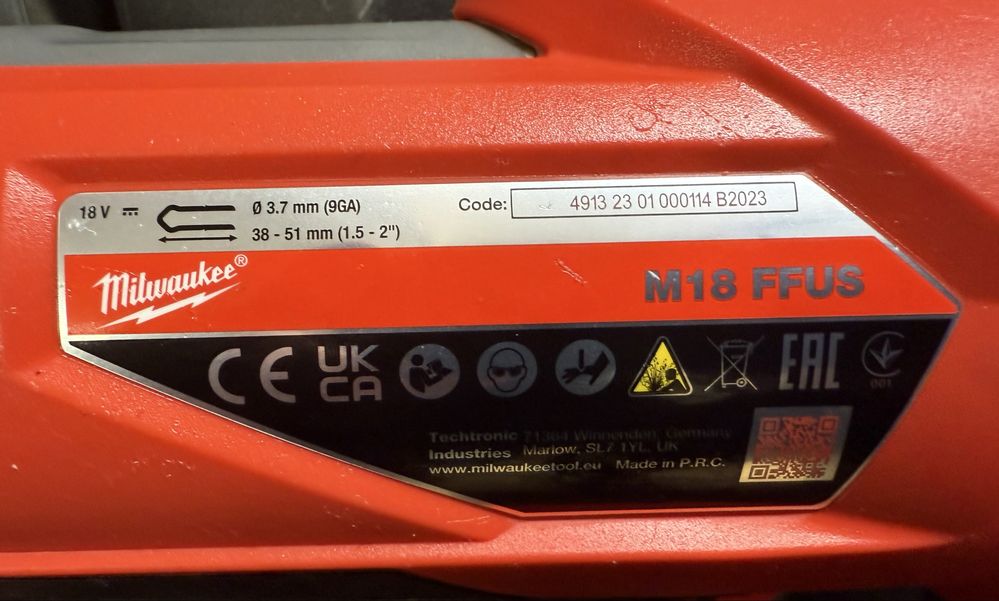 18 V
Ø 3.7 mm (9GA)
38 - 51 mm (1.5 - 2")
Code: 4913 23 01 000114 B2023
Milwaukee®
M18 FFUS
CE UK CA EAC 001
Techtronic 71364 Winnenden, Germany
Industries Marlow, SL7 1YL, UK
www.milwaukeetool.eu Made in P.R.C.